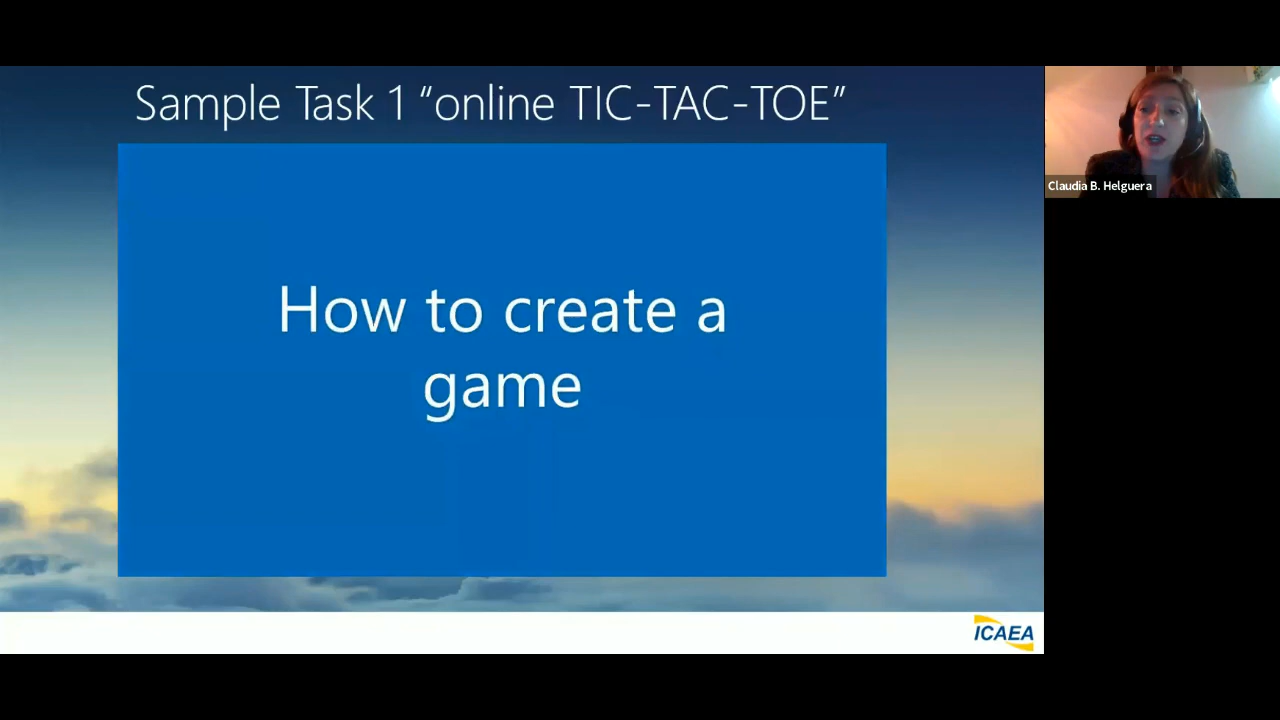 Sample Task 1 “online TIC-TAC-TOE”
Claudia B. Helguera
How to create a
game
ICAEA